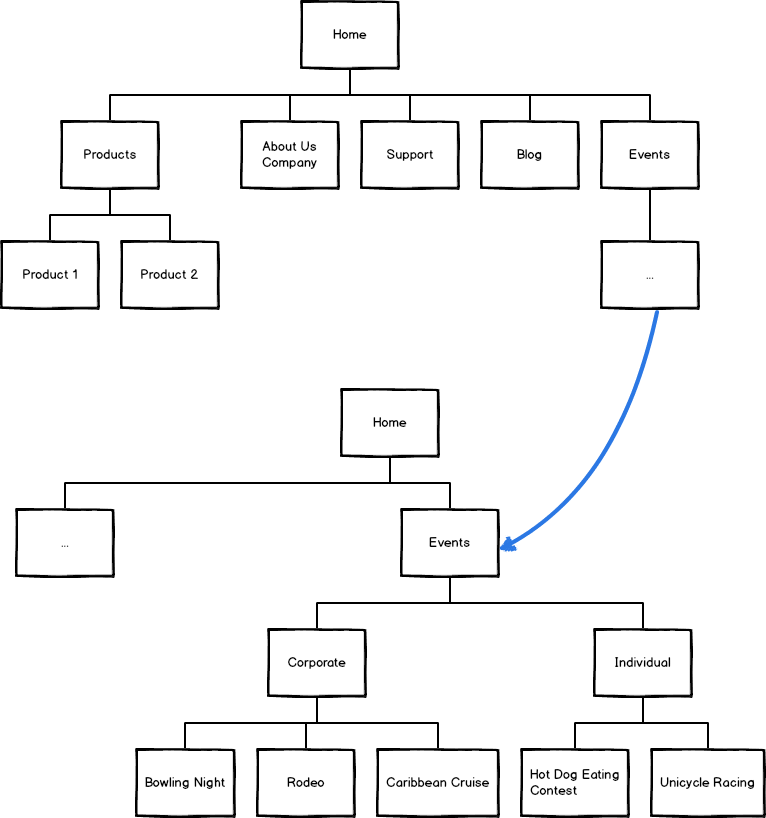 Home
Products
About Us
Company
Support
Blog
Events
Product 1
Product 2
...
Home
...
Events
Corporate
Individual
Bowling Night
Rodeo
Caribbean Cruise
Hot Dog Eating
Contest
Unicycle Racing